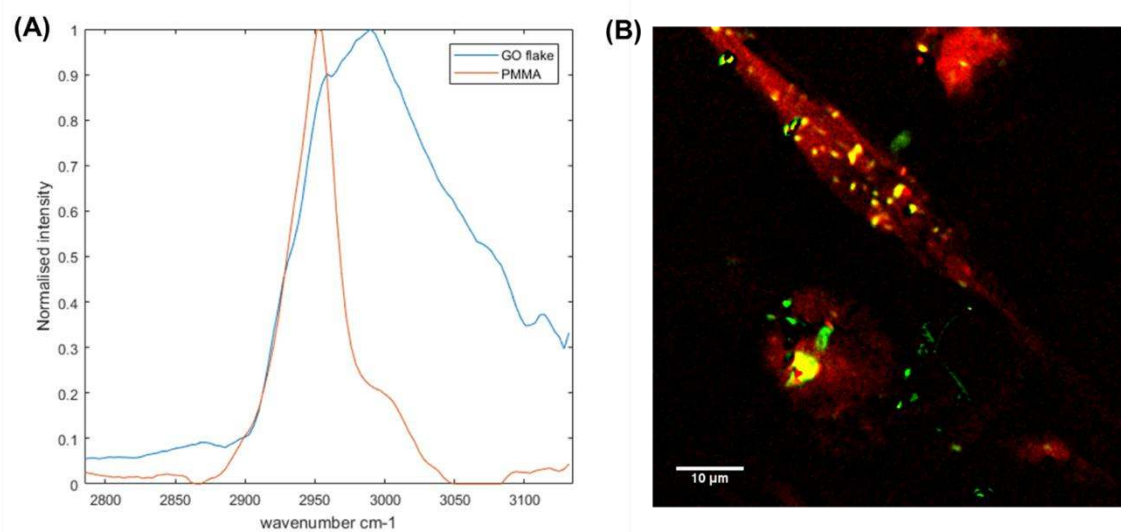 (A)
Normalised intensity
1
0.9
0.8
0.7
0.6
0.5
0.4
0.3
0.2
0.1
0
2800 2850 2900 2950 3000 3050 3100
wavenumber cm-1
GO flake
PMMA
(B)
10 µm